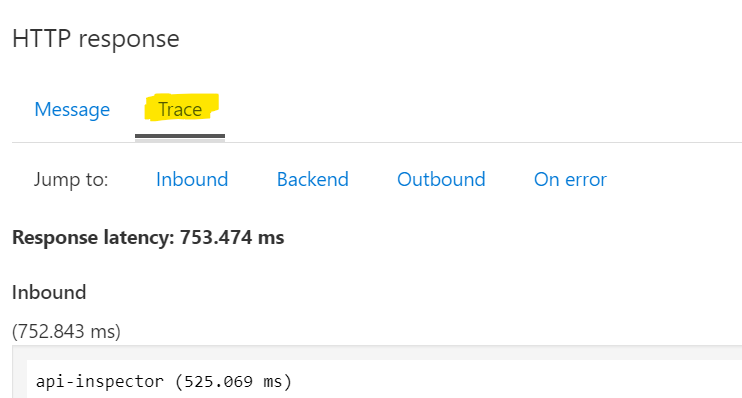 HTTP response
Message Trace
Jump to: Inbound Backend Outbound On error
Response latency: 753.474 ms
Inbound
(752.843 ms)
api-inspector (525.069 ms)